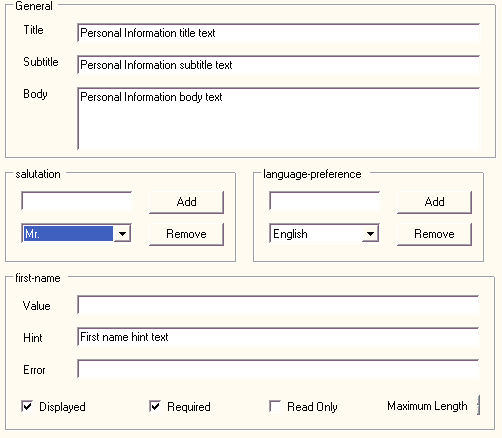 General
Title Personal Information title text
Subtitle Personal Information subtitle text
Body Personal Information body text
salutation
Add
Mr. Remove
language-preference
Add
English Remove
first-name
Value
Hint First name hint text
Error
Displayed Required Read Only Maximum Length